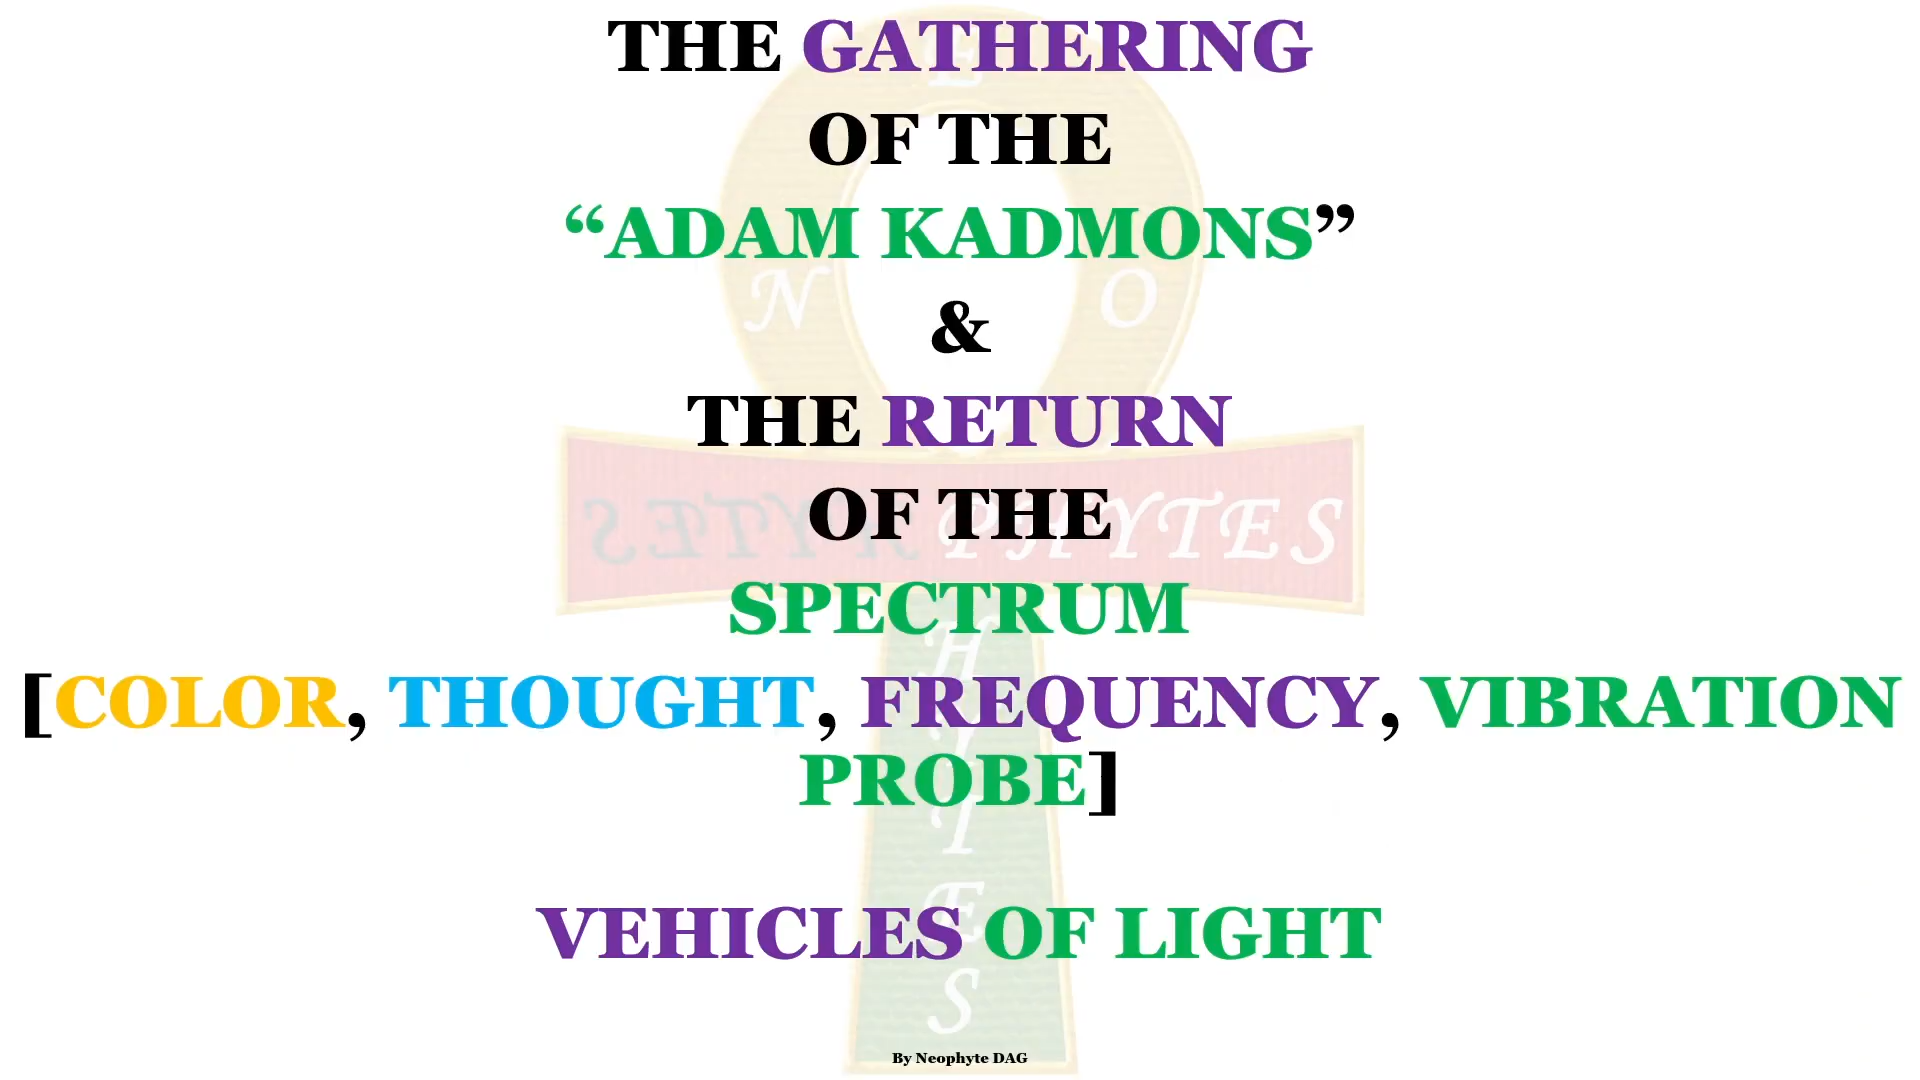 THE GATHERING
OF THE
“ADAM KADMONS”
&
THE RETURN
OF THE
SPECTRUM
[COLOR, THOUGHT, FREQUENCY, VIBRATION
PROBE]
VEHICLES OF LIGHT
By Neophyte DAG
E
N O
PHYTES
H
Y
T
E
S